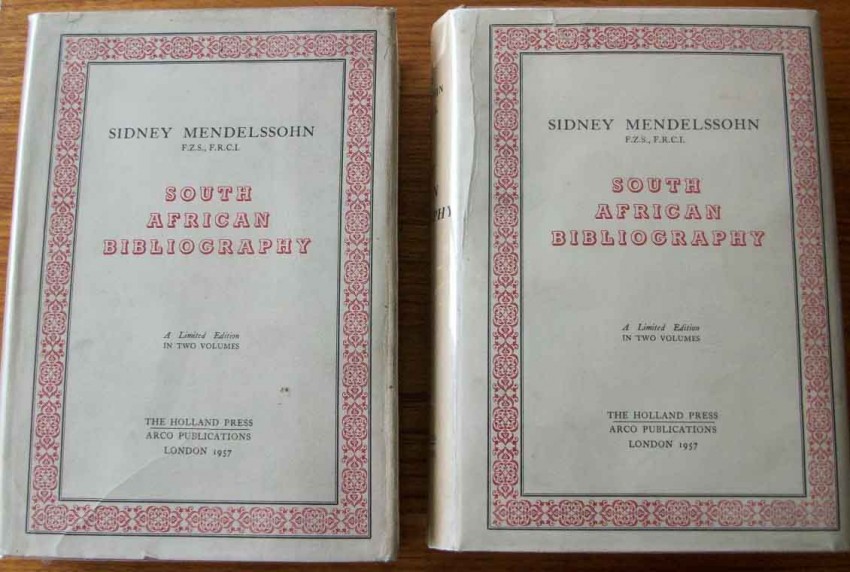 SIDNEY MENDELSSOHN
F.Z.S., F.R.C.I.
SOUTH
AFRICAN
BIBLIOGRAPHY
A Limited Edition
IN TWO VOLUMES
THE HOLLAND PRESS
ARCO PUBLICATIONS
LONDON 1957
SIDNEY MENDELSSOHN
F.Z.S., F.R.C.I.
SOUTH
AFRICAN
BIBLIOGRAPHY
A Limited Edition
IN TWO VOLUMES
THE HOLLAND PRESS
ARCO PUBLICATIONS
LONDON 1957